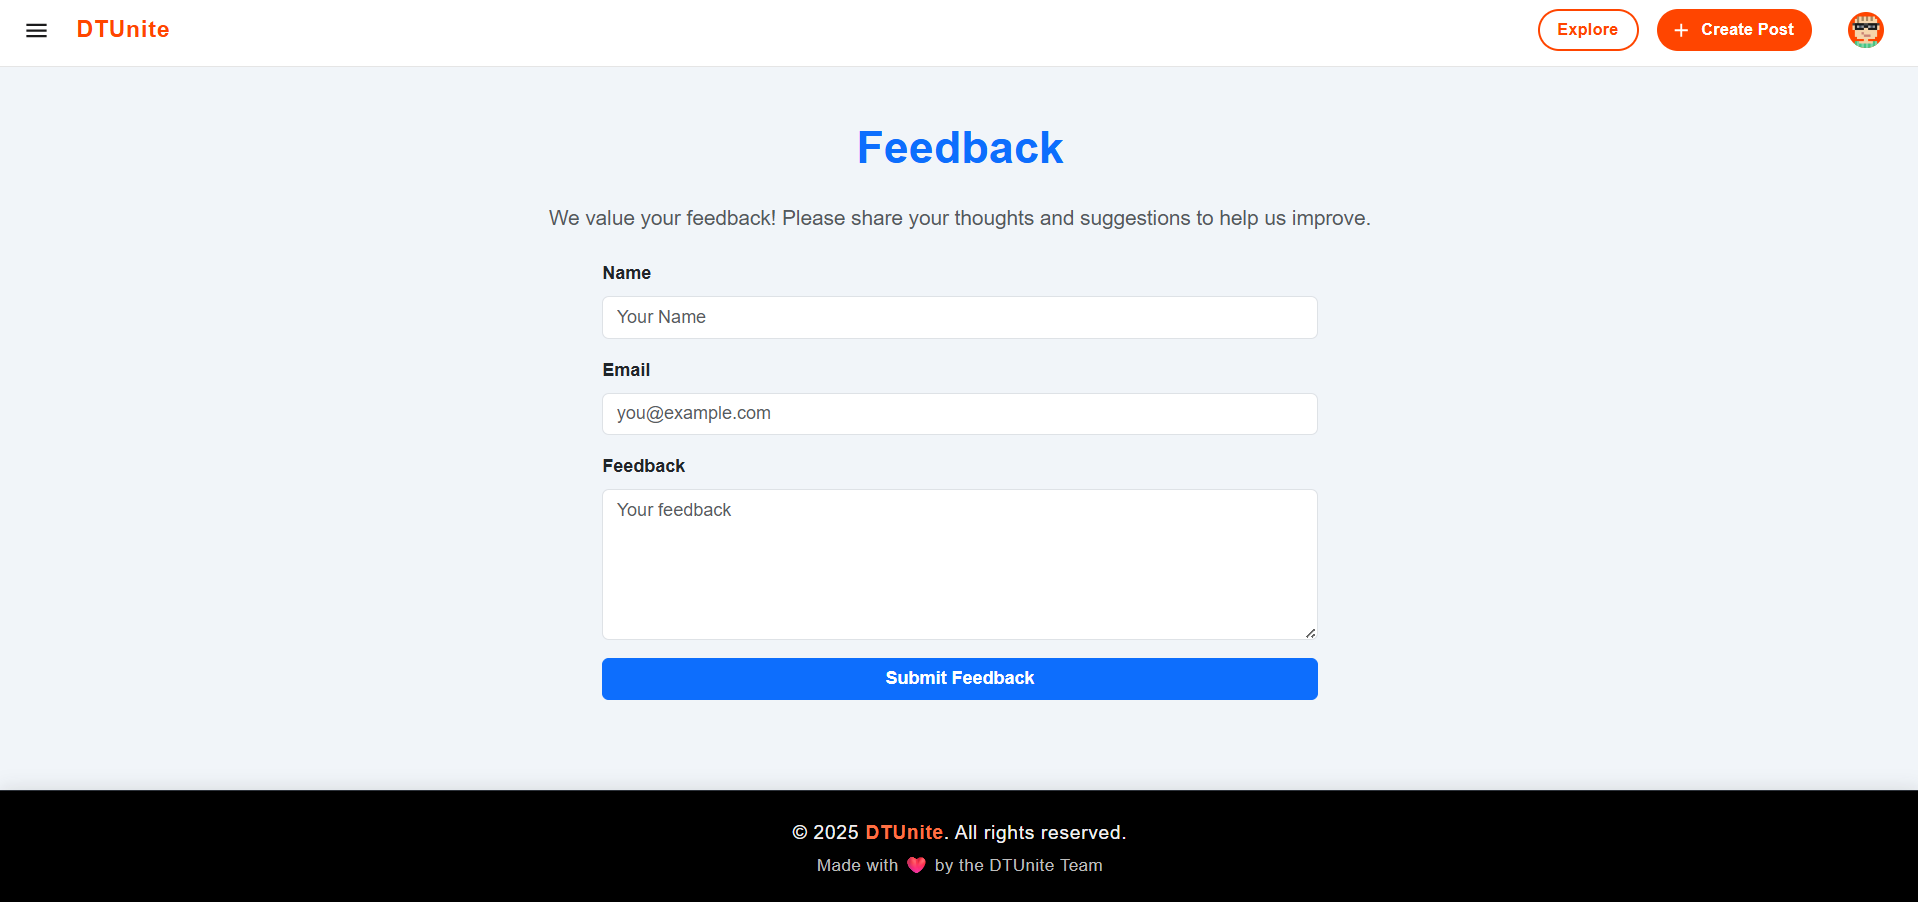 DTUnite
Explore
+ Create Post
Feedback
We value your feedback! Please share your thoughts and suggestions to help us improve.
Name
Your Name
Email
you@example.com
Feedback
Your feedback
Submit Feedback
© 2025 DTUnite. All rights reserved.
Made with 💗 by the DTUnite Team